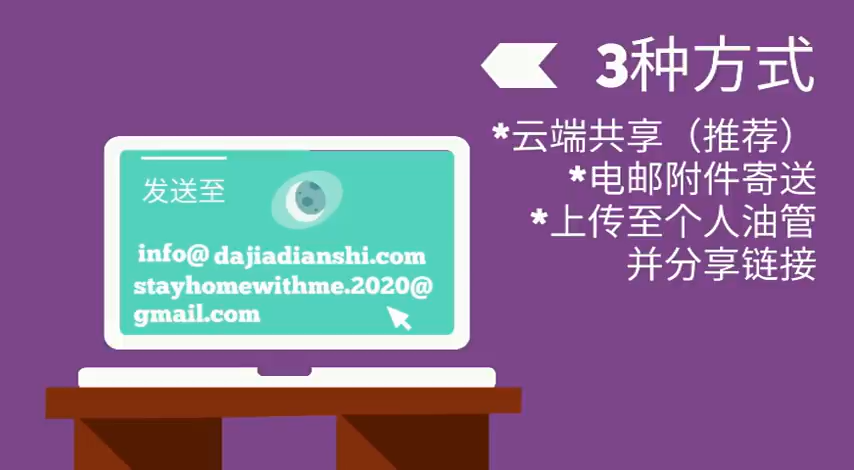 3种方式
*云端共享（推荐）
*电邮附件寄送
*上传至个人油管
并分享链接
发送至
info@dajiadianshi.com
stayhomewithme.2020@
gmail.com